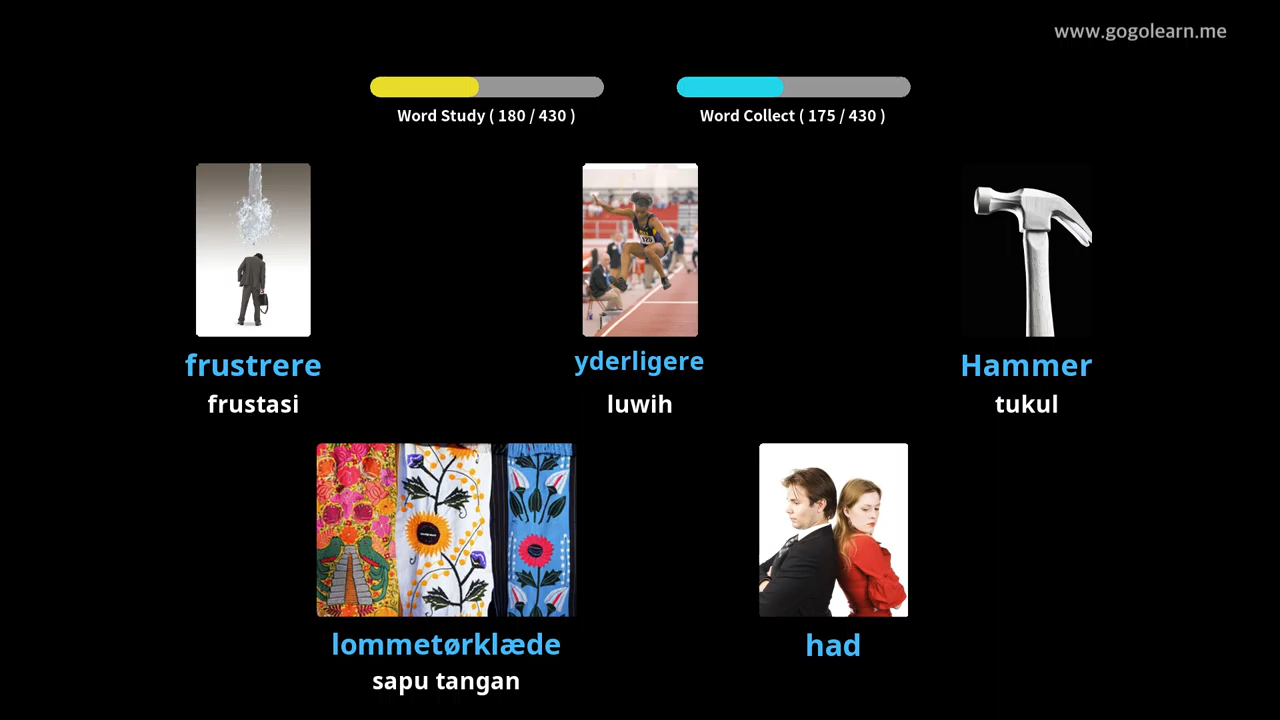 www.gogolearn.me
Word Study ( 180 / 430 )
Word Collect ( 175 / 430 )
frustrere
frustasi
yderligere
luwih
Hammer
tukul
lommetørklæde
sapu tangan
had